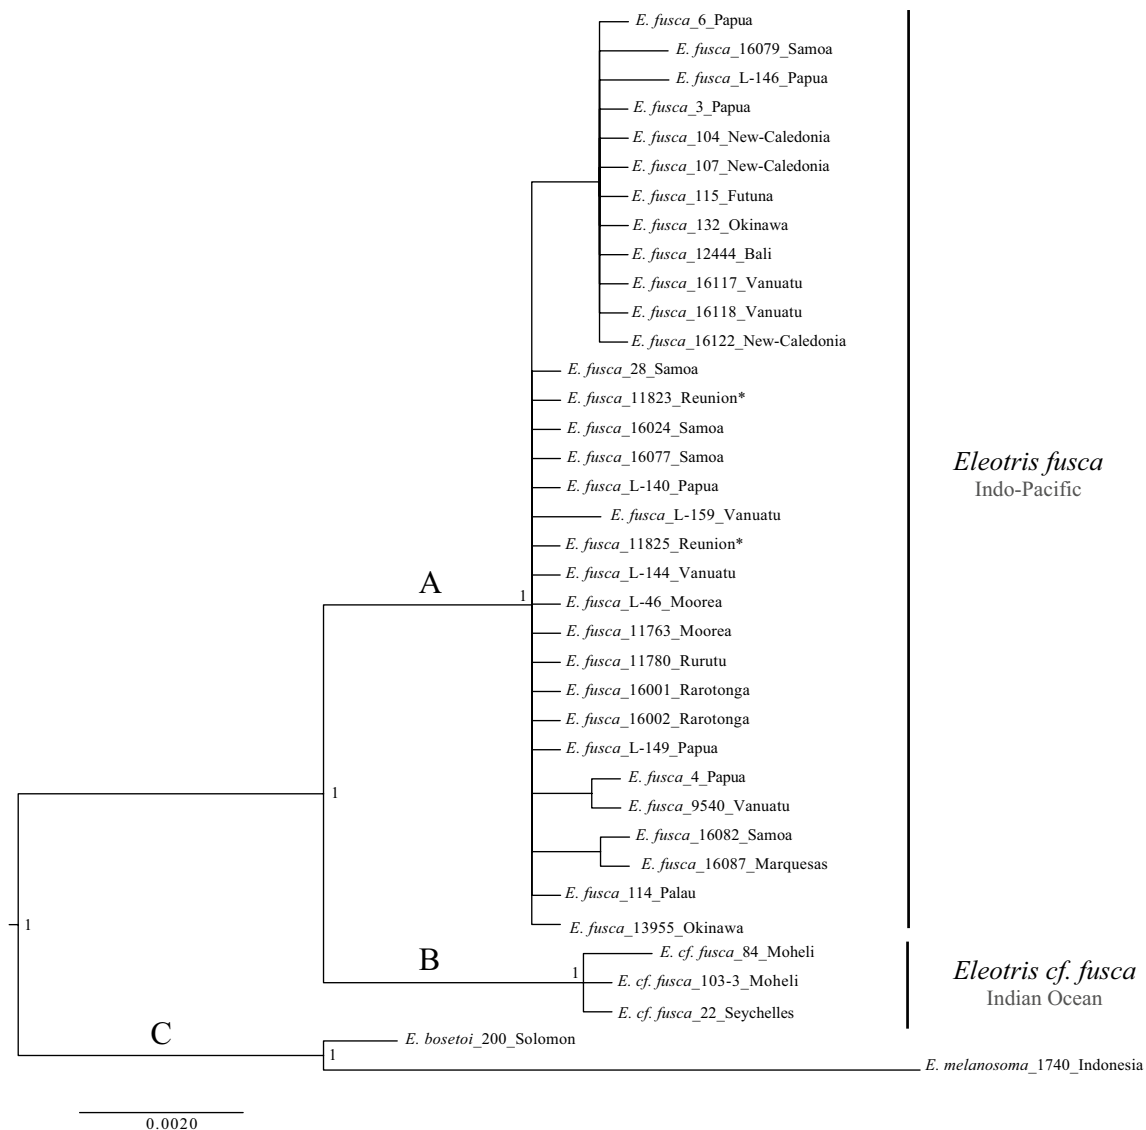 E. fusca_6_Papua
E. fusca_16079_Samoa
E. fusca_L-146_Papua
E. fusca_3_Papua
E. fusca_104_New-Caledonia
E. fusca_107_New-Caledonia
E. fusca_115_Futuna
E. fusca_132_Okinawa
E. fusca_12444_Bali
E. fusca_16117_Vanuatu
E. fusca_16118_Vanuatu
E. fusca_16122_New-Caledonia
E. fusca_28_Samoa
E. fusca_11823_Reunion*
E. fusca_16024_Samoa
E. fusca_16077_Samoa
Eleotris fusca
Indo-Pacific
E. fusca_L-140_Papua
E. fusca_L-159_Vanuatu
E. fusca_11825_Reunion*
E. fusca_L-144_Vanuatu
A
1
E. fusca_L-46_Moorea
E. fusca_11763_Moorea
E. fusca_11780_Rurutu
E. fusca_16001_Rarotonga
E. fusca_16002_Rarotonga
E. fusca_L-149_Papua
E. fusca_4_Papua
1
E. fusca_9540_Vanuatu
E. fusca_16082_Samoa
E. fusca_16087_Marquesas
E. fusca_114_Palau
1
E. fusca_13955_Okinawa
E. cf. fusca_84_Moheli
B
1
E. cf. fusca_103-3_Moheli
Eleotris cf. fusca
Indian Ocean
E. cf. fusca_22_Seychelles
C
E. bosetoi_200_Solomon
1
E. melanosoma_1740_Indonesia
0.0020